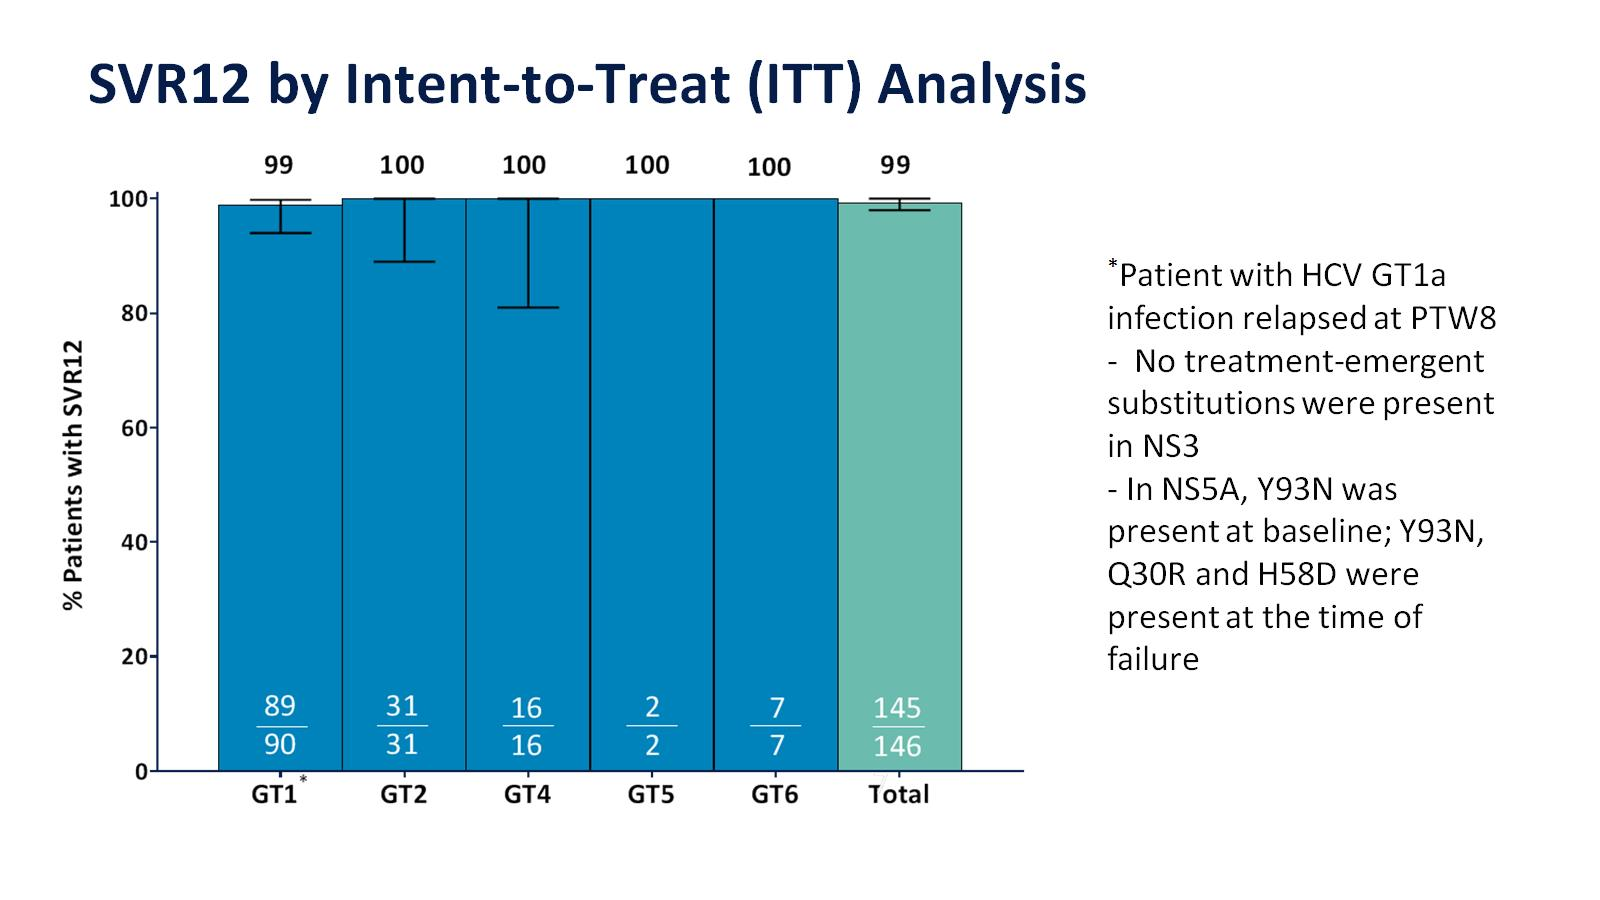 SVR12 by Intent-to-Treat (ITT) Analysis
99 100 100 100 100 99
% Patients with SVR12
100
80
60
40
20
0
89 31 16 2 7 145
90 31 16 2 7 146
GT1* GT2 GT4 GT5 GT6 Total
*Patient with HCV GT1a
infection relapsed at PTW8
- No treatment-emergent
substitutions were present
in NS3
- In NS5A, Y93N was
present at baseline; Y93N,
Q30R and H58D were
present at the time of
failure